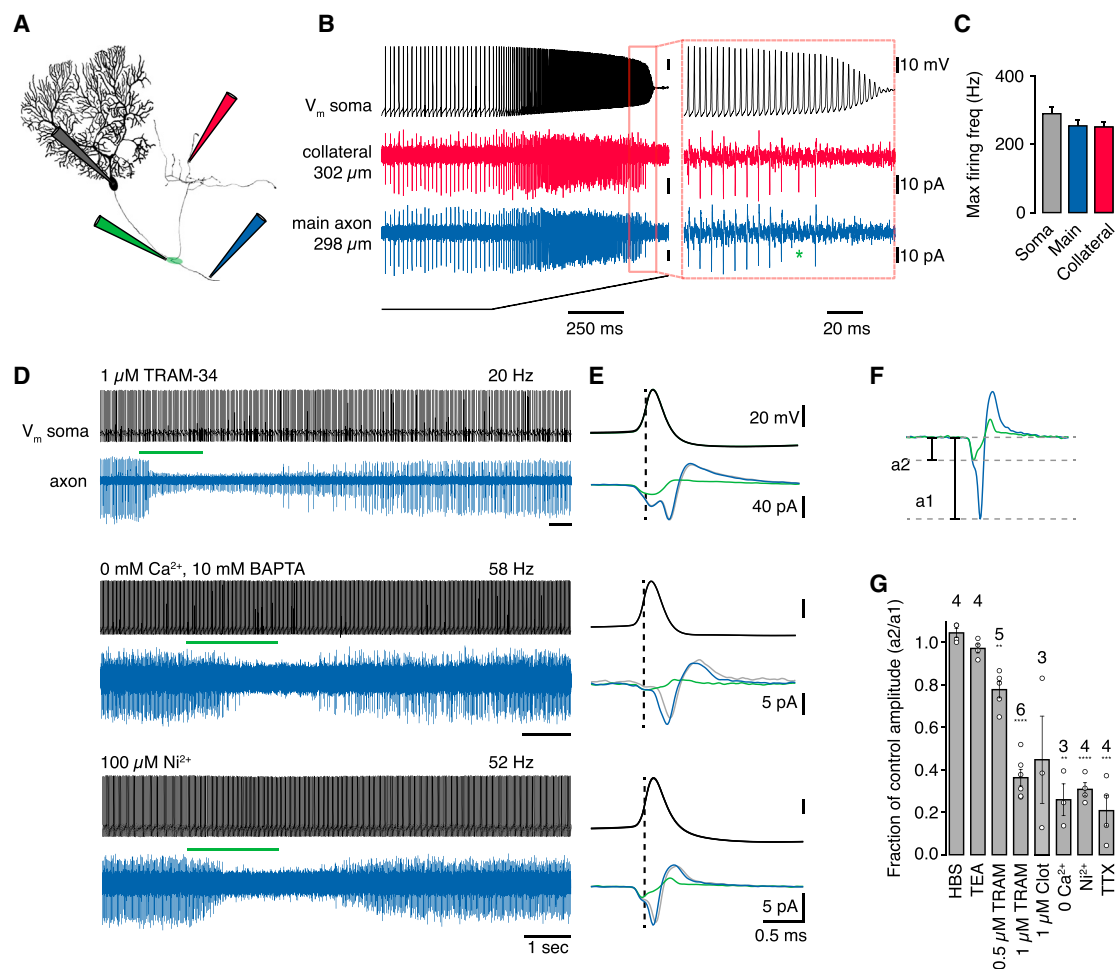 A
B
C
V_m soma
collateral
302 µm
main axon
298 µm
10 mV
10 pA
10 pA
*
250 ms
20 ms
Max firing freq (Hz)
400
200
0
Soma
Main
Collateral
D
1 µM TRAM-34
20 Hz
V_m soma
axon
0 mM Ca²⁺, 10 mM BAPTA
58 Hz
100 µM Ni²⁺
52 Hz
1 sec
E
20 mV
40 pA
5 pA
5 pA
0.5 ms
F
a2
a1
G
Fraction of control amplitude (a2/a1)
1.0
0.8
0.6
0.4
0.2
0.0
4
4
5
**
6
****
3
3
**
4
****
4
***
HBS
TEA
0.5 µM TRAM
1 µM TRAM
1 µM Clot
0 Ca²⁺
Ni²⁺
TTX